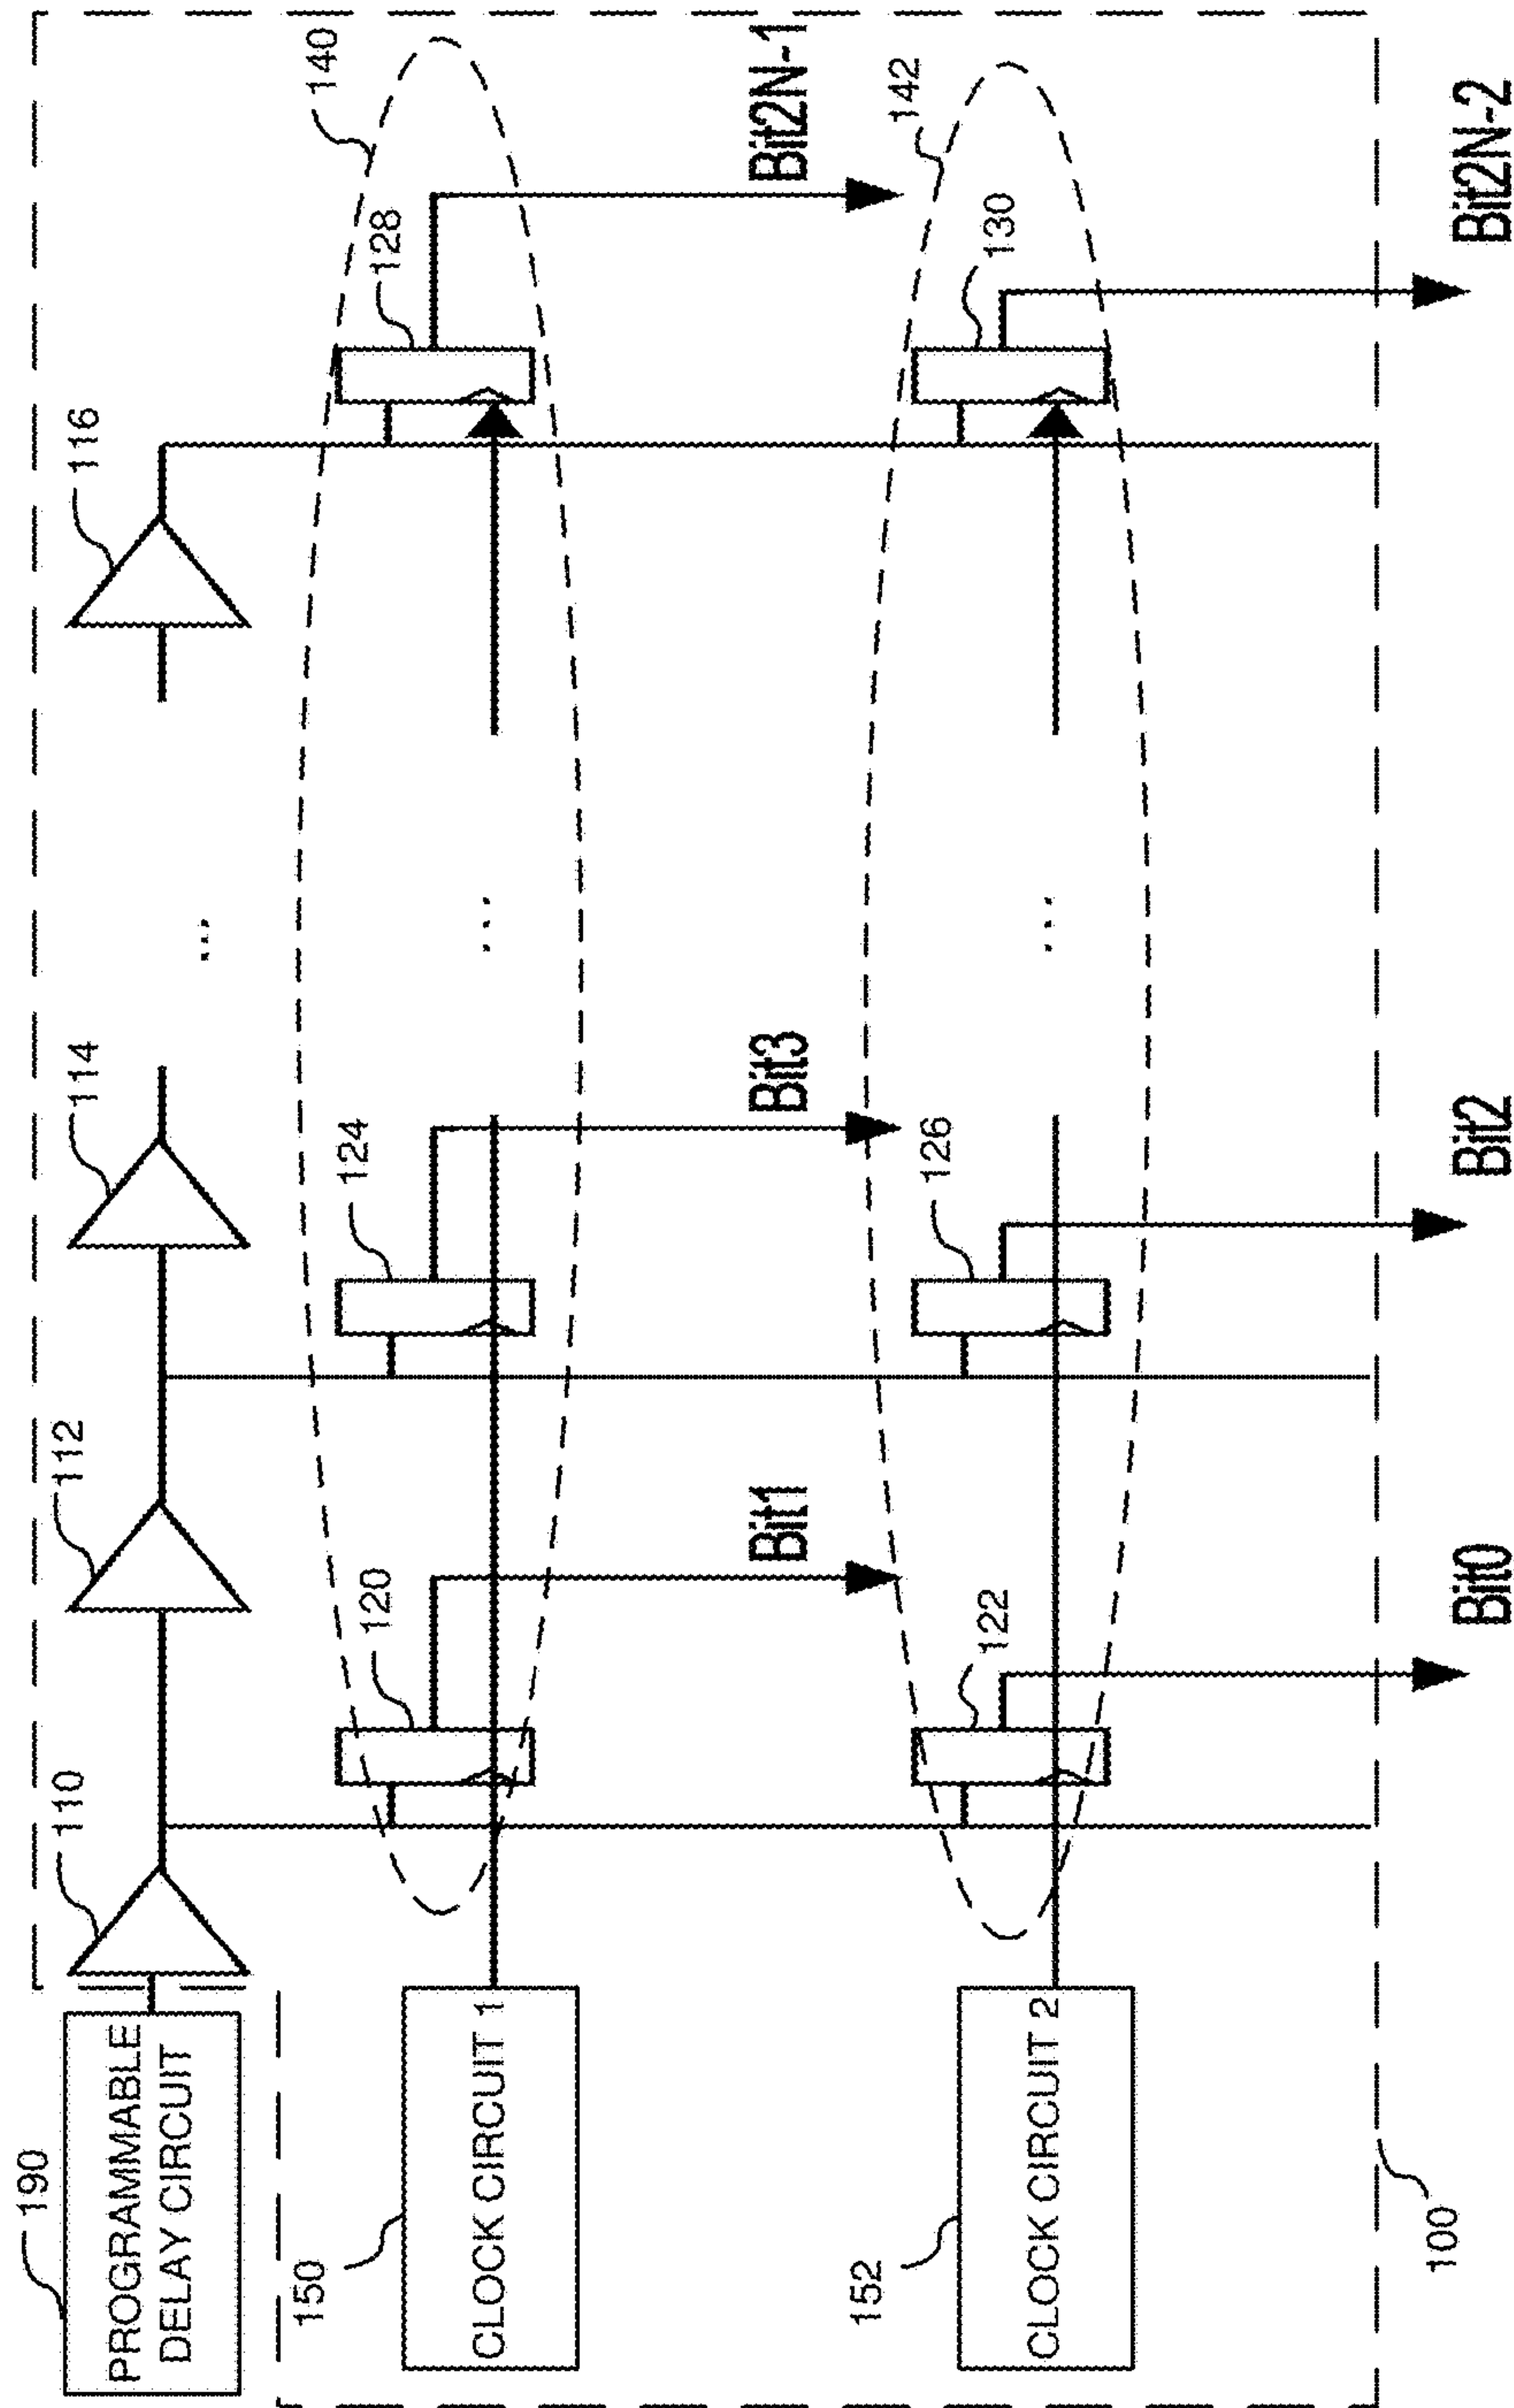 190
PROGRAMMABLE
DELAY CIRCUIT
110
112
114
...
116
140
150
CLOCK CIRCUIT 1
120
124
...
128
Bit1
Bit3
Bit2N-1
152
CLOCK CIRCUIT 2
122
126
...
130
142
100
Bit0
Bit2
Bit2N-2